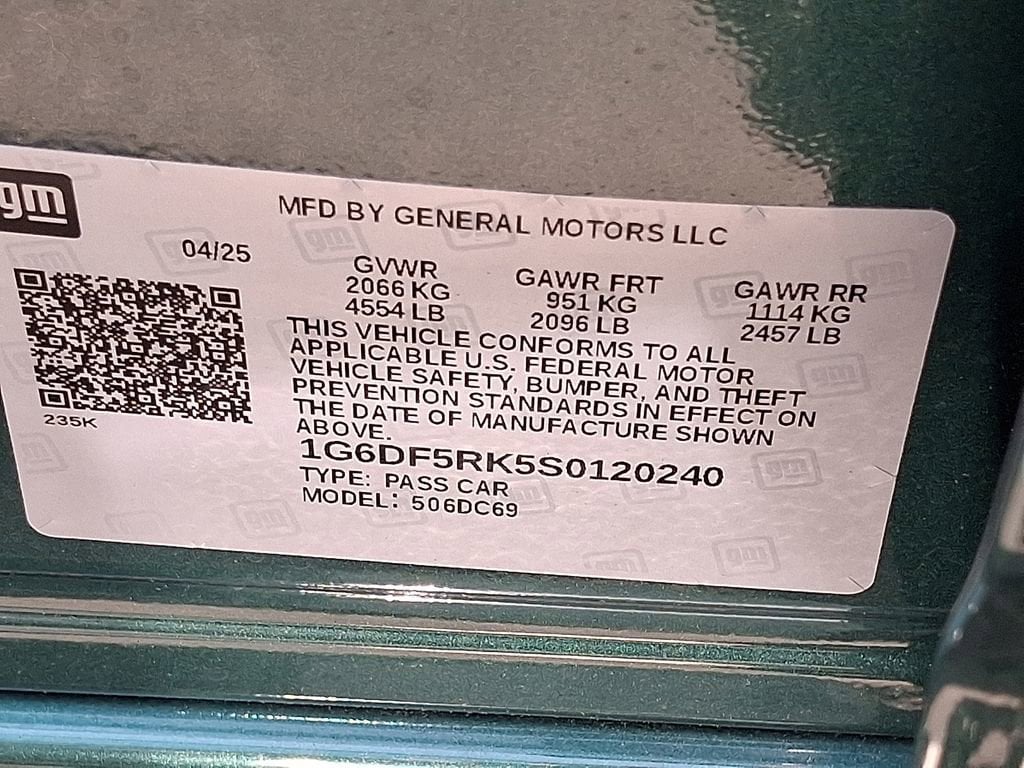 gm
MFD BY GENERAL MOTORS LLC
04/25
GVWR
2066 KG
4554 LB
GAWR FRT
951 KG
2096 LB
GAWR RR
1114 KG
2457 LB
THIS VEHICLE CONFORMS TO ALL
APPLICABLE U.S. FEDERAL MOTOR
VEHICLE SAFETY, BUMPER, AND THEFT
PREVENTION STANDARDS IN EFFECT ON
THE DATE OF MANUFACTURE SHOWN
ABOVE.
235K
1G6DF5RK5S0120240
TYPE: PASS CAR
MODEL: 506DC69